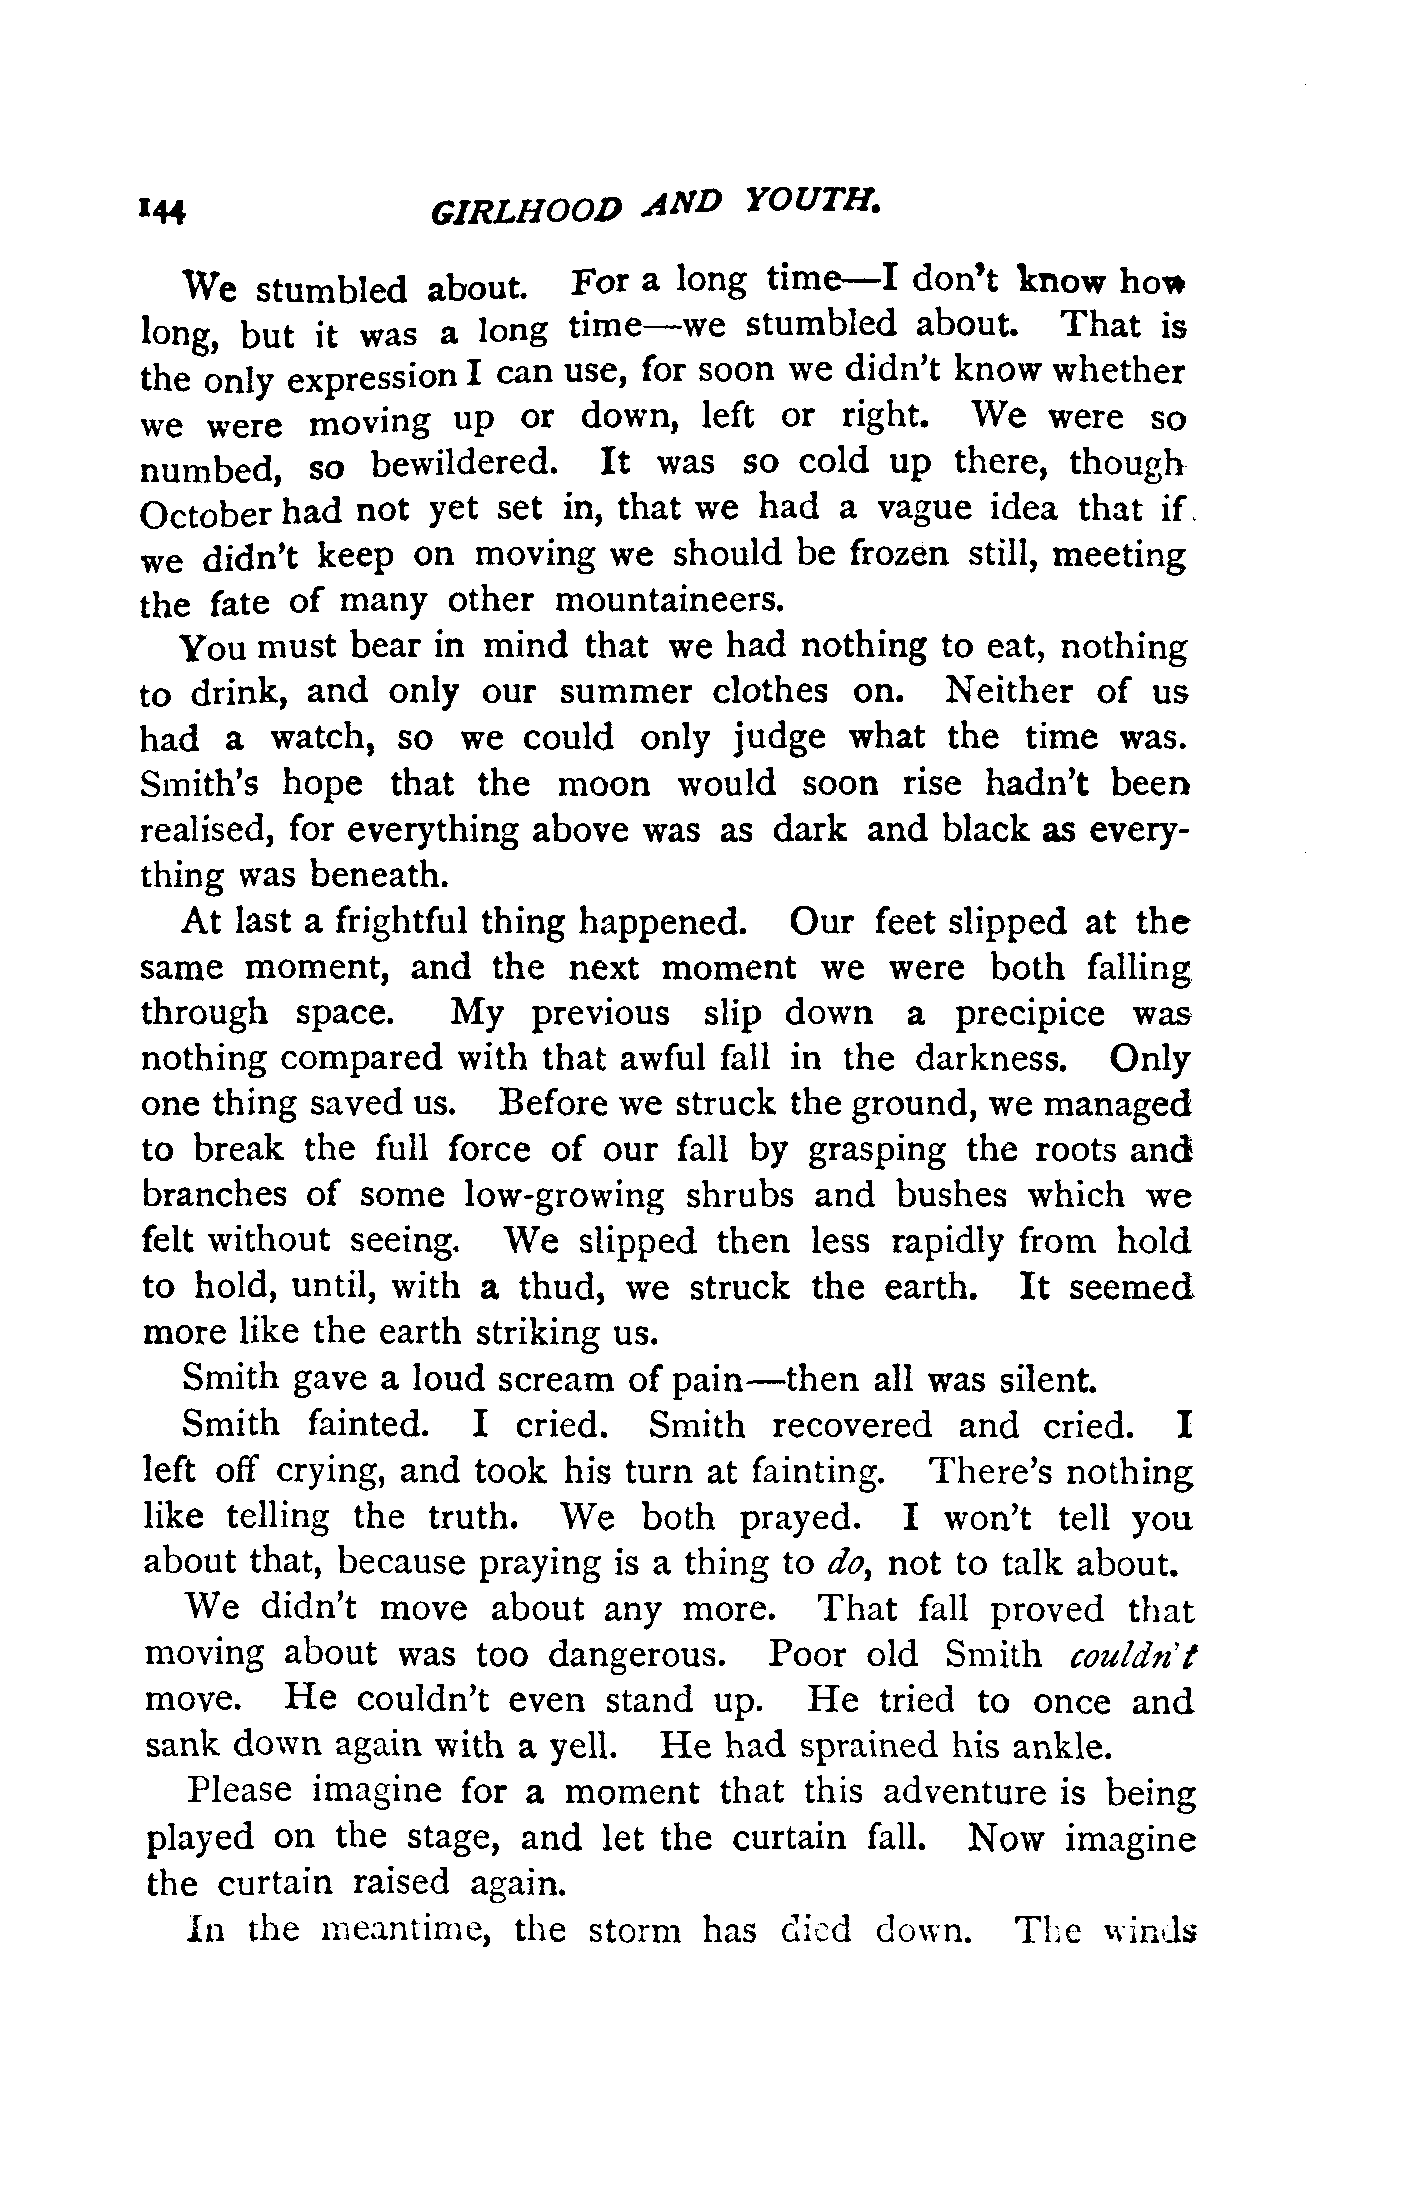 144 GIRLHOOD AND YOUTH.
We stumbled about. For a long time—I don't know how
long, but it was a long time—we stumbled about. That is
the only expression I can use, for soon we didn't know whether
we were moving up or down, left or right. We were so
numbed, so bewildered. It was so cold up there, though
October had not yet set in, that we had a vague idea that if
we didn't keep on moving we should be frozen still, meeting
the fate of many other mountaineers.
You must bear in mind that we had nothing to eat, nothing
to drink, and only our summer clothes on. Neither of us
had a watch, so we could only judge what the time was.
Smith's hope that the moon would soon rise hadn't been
realised, for everything above was as dark and black as every-
thing was beneath.
At last a frightful thing happened. Our feet slipped at the
same moment, and the next moment we were both falling
through space. My previous slip down a precipice was
nothing compared with that awful fall in the darkness. Only
one thing saved us. Before we struck the ground, we managed
to break the full force of our fall by grasping the roots and
branches of some low-growing shrubs and bushes which we
felt without seeing. We slipped then less rapidly from hold
to hold, until, with a thud, we struck the earth. It seemed
more like the earth striking us.
Smith gave a loud scream of pain—then all was silent.
Smith fainted. I cried. Smith recovered and cried. I
left off crying, and took his turn at fainting. There's nothing
like telling the truth. We both prayed. I won't tell you
about that, because praying is a thing to do, not to talk about.
We didn't move about any more. That fall proved that
moving about was too dangerous. Poor old Smith couldn't
move. He couldn't even stand up. He tried to once and
sank down again with a yell. He had sprained his ankle.
Please imagine for a moment that this adventure is being
played on the stage, and let the curtain fall. Now imagine
the curtain raised again.
In the meantime, the storm has died down. The winds